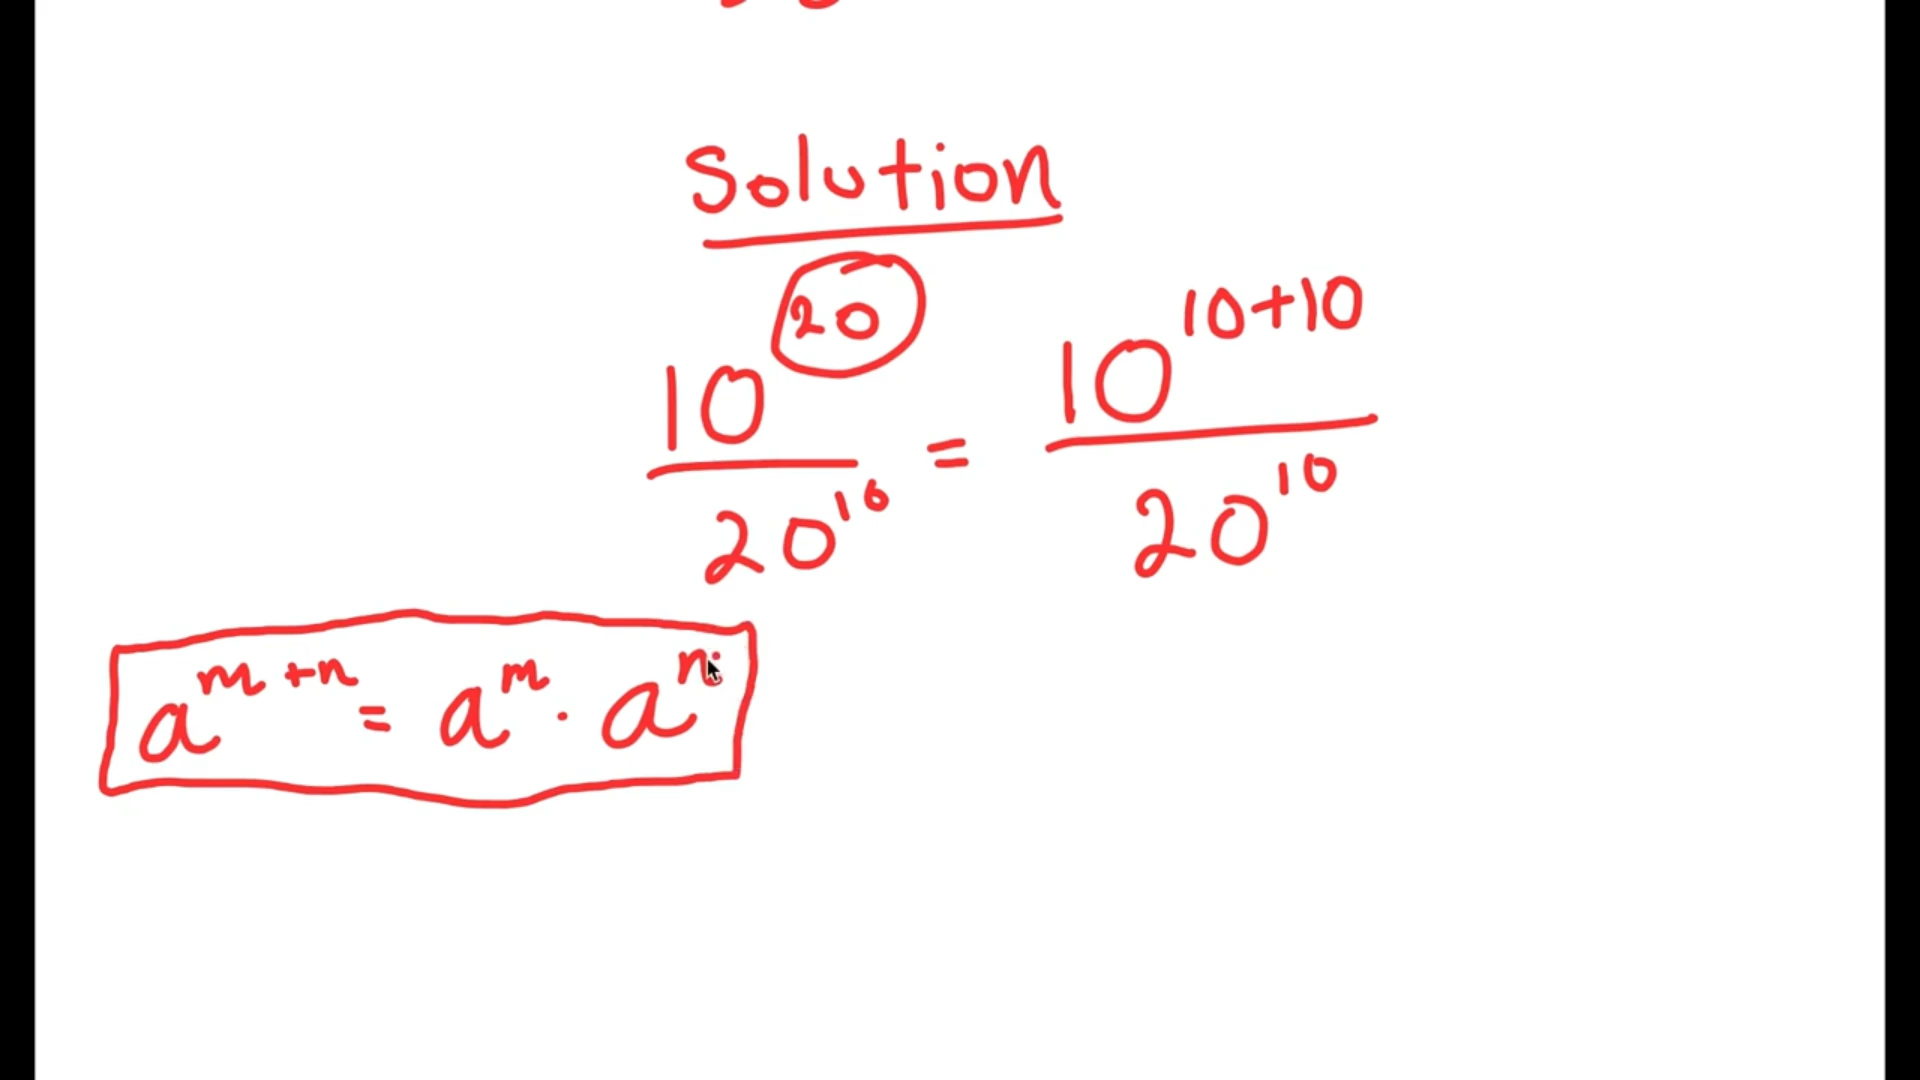 Solution
10^20 / 20^10 = 10^(10+10) / 20^10
a^(m+n) = a^m · a^n